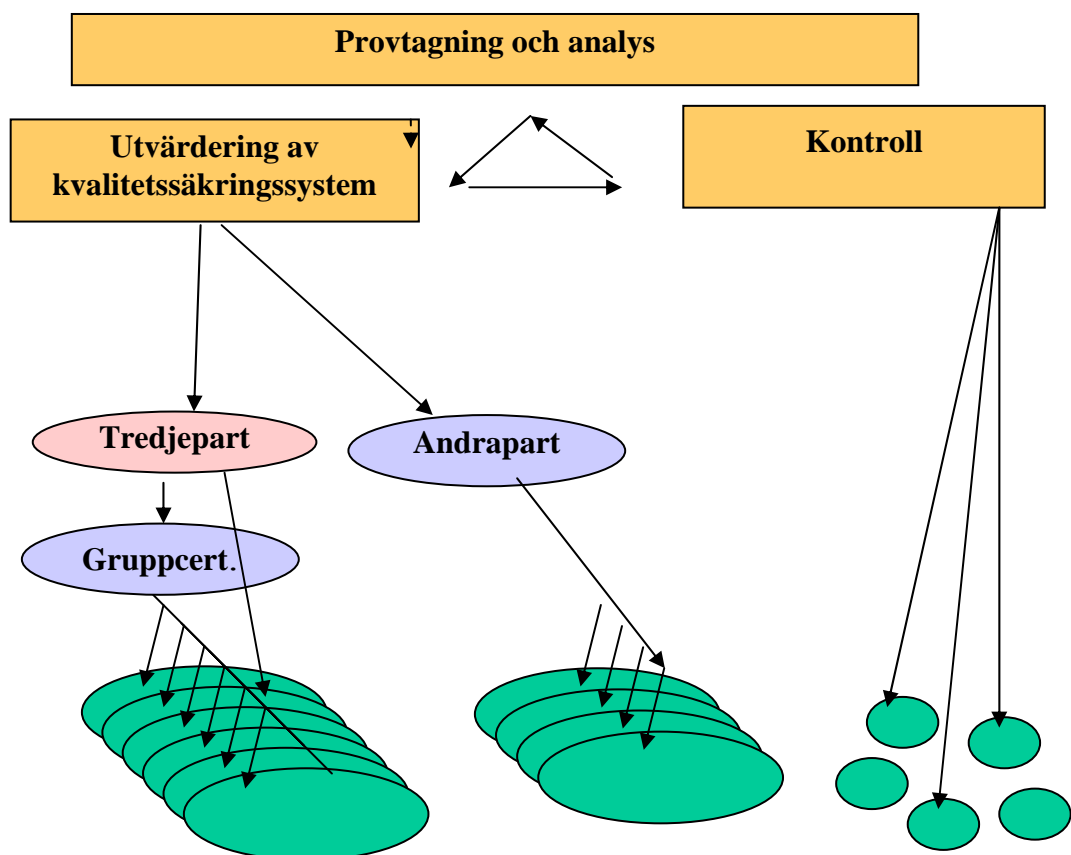 Provtagning och analys
Utvärdering av
kvalitetssäkringssystem
Kontroll
Tredjepart
Andrapart
Gruppcert.